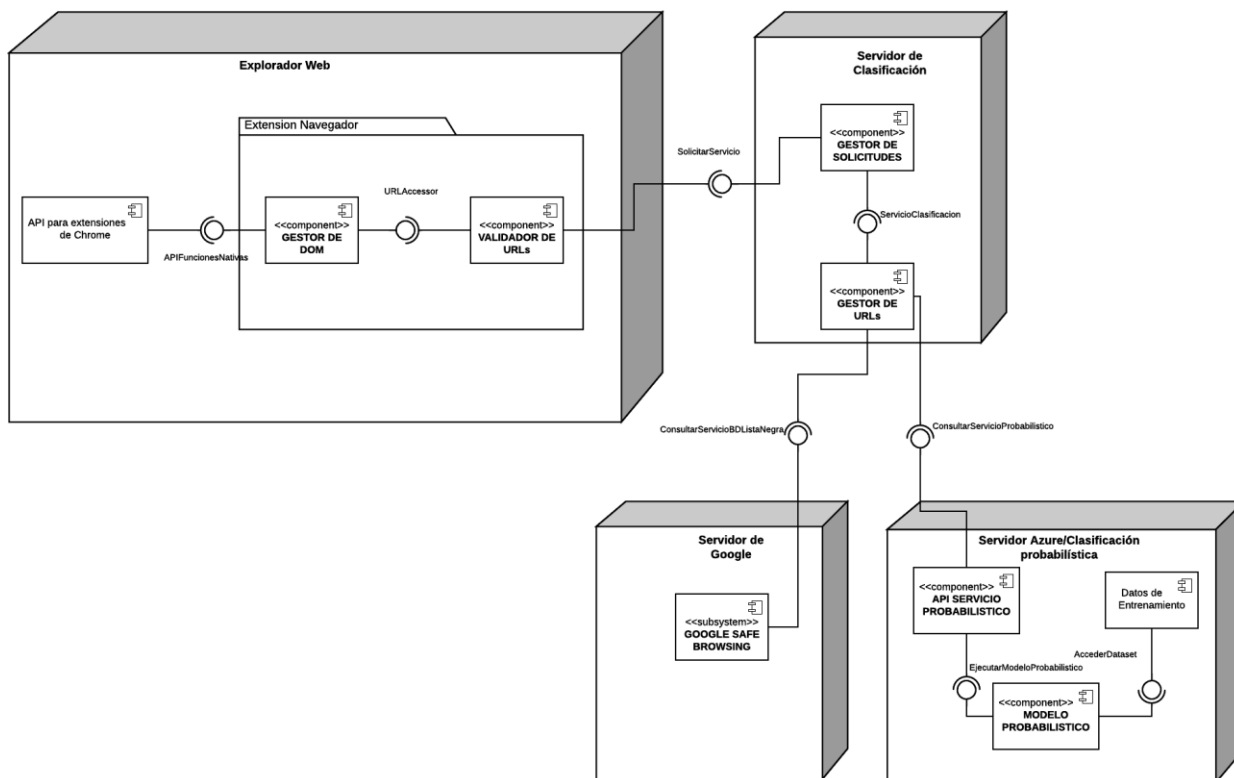 Explorador Web
Extension Navegador
API para extensiones
de Chrome
APIFuncionesNativas
<<component>>
GESTOR DE
DOM
URLAccessor
<<component>>
VALIDADOR DE
URLs
SolicitarServicio
Servidor de
Clasificación
<<component>>
GESTOR DE
SOLICITUDES
ServicioClasificacion
<<component>>
GESTOR DE
URLs
ConsultarServicioBDListaNegra
ConsultarServicioProbabilistico
Servidor de
Google
<<subsystem>>
GOOGLE SAFE
BROWSING
Servidor Azure/Clasificación
probabilística
<<component>>
API SERVICIO
PROBABILISTICO
Datos de
Entrenamiento
EjecutarModeloProbabilistico
AccederDataset
<<component>>
MODELO
PROBABILISTICO